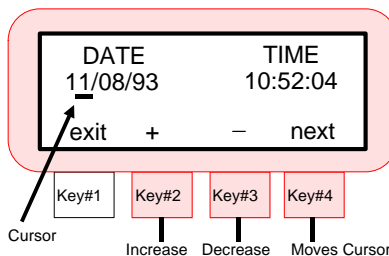 DATE TIME
11/08/93 10:52:04
exit + − next
Key#1 Key#2 Key#3 Key#4
Cursor
Increase Decrease Moves Cursor